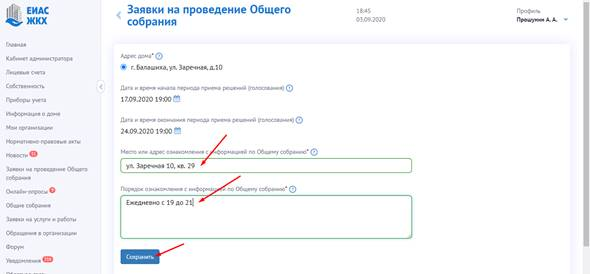 ЕИАС
ЖКХ
Заявки на проведение Общего
собрания
18:45
03.09.2020
Профиль
Прошунин А. А.
Главная
Кабинет администратора
Лицевые счета
Собственность
Приборы учета
Информация о доме
Мои организации
Нормативно-правовые акты
Новости
Заявки на проведение Общего
собрания
Онлайн-опросы
Общие собрания
Заявки на услуги и работы
Обращения в организации
Форум
Уведомления
Адрес дома*
г. Балашиха, ул. Заречная, д.10
Дата и время начала периода приема решений (голосования)
17.09.2020 19:00
Дата и время окончания периода приема решений (голосования)
24.09.2020 19:00
Место или адрес ознакомления с информацией по Общему собранию*
ул. Заречная 10, кв. 29
Порядок ознакомления с информацией по Общему собранию*
Ежедневно с 19 до 21
Сохранить